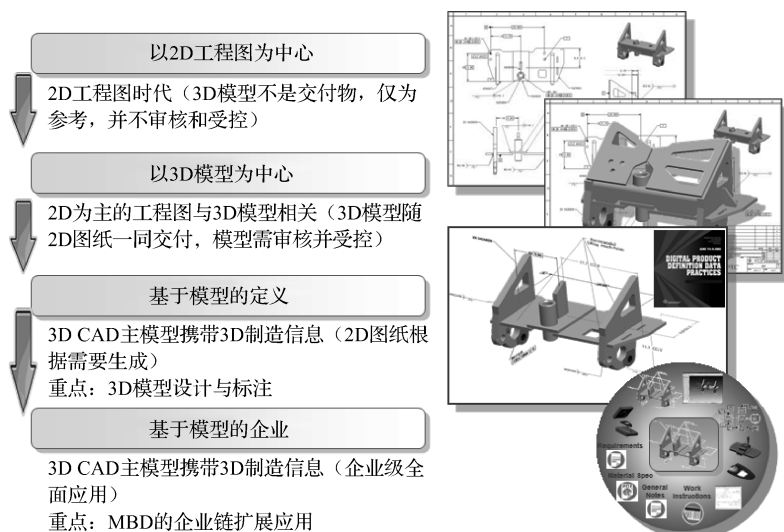 以2D工程图为中心
2D工程图时代（3D模型不是交付物，仅为
参考，并不审核和受控）
以3D模型为中心
2D为主的工程图与3D模型相关（3D模型随
2D图纸一同交付，模型需审核并受控）
基于模型的定义
3D CAD主模型携带3D制造信息（2D图纸根
据需要生成）
重点：3D模型设计与标注
基于模型的企业
3D CAD主模型携带3D制造信息（企业级全
面应用）
重点：MBD的企业链扩展应用
DIGITAL PRODUCT
DEFINITION DATA
PRACTICES
Requirements
Material Spec
General
Notes
Work
Instructions